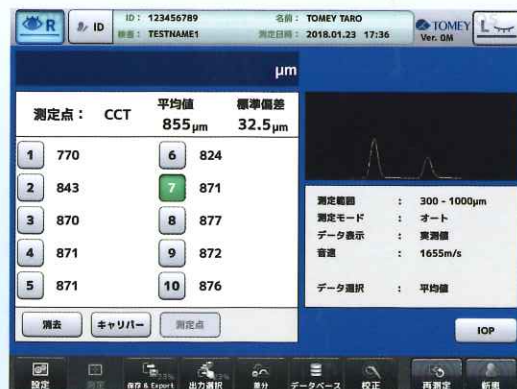 R
ID
ID： 123456789
名前： TOMEY TARO
検者： TESTNAME1
測定日時： 2018.01.23 17:36
TOMEY
Ver. 0M
L
μm
測定点： CCT
平均値
855μm
標準偏差
32.5μm
1 770
6 824
2 843
7 871
3 870
8 877
4 871
9 872
5 871
10 876
消去
キャリパー
測定点
測定範囲 ： 300 - 1000μm
測定モード ： オート
データ表示 ： 実測値
音速 ： 1655m/s
データ選択 ： 平均値
IOP
設定
測定
保存 & Export
出力選択
差分
データベース
校正
再測定
新患